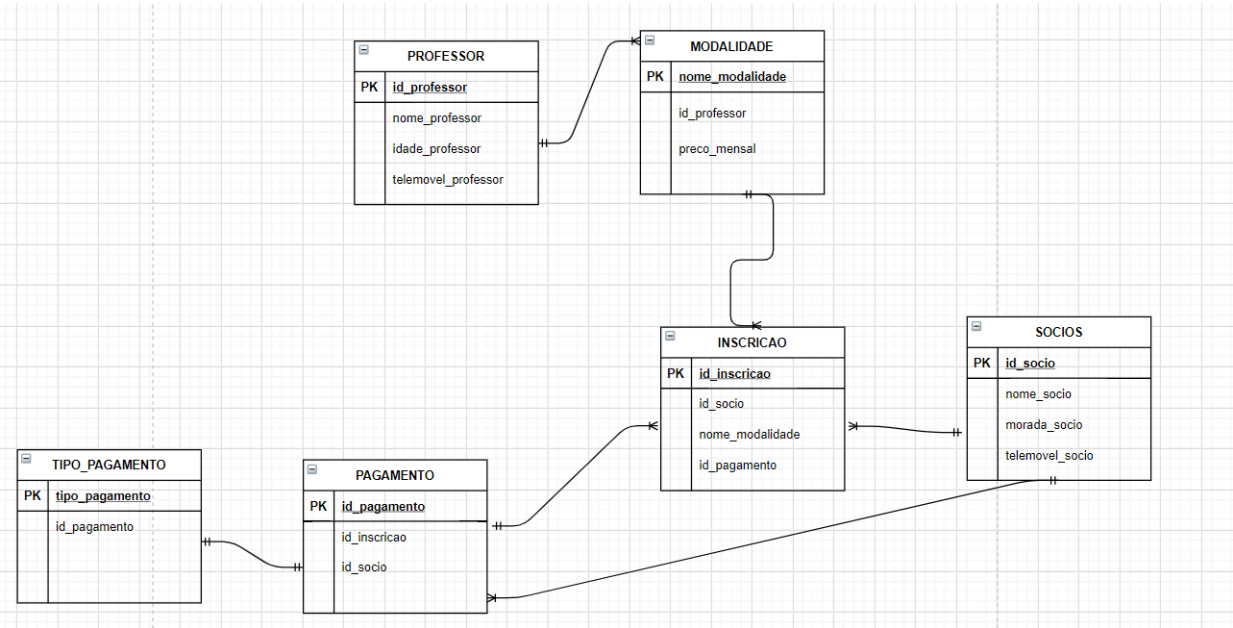 PROFESSOR
PK id_professor
nome_professor
idade_professor
telemovel_professor
MODALIDADE
PK nome_modalidade
id_professor
preco_mensal
INSCRICAO
PK id_inscricao
id_socio
nome_modalidade
id_pagamento
SOCIOS
PK id_socio
nome_socio
morada_socio
telemovel_socio
TIPO_PAGAMENTO
PK tipo_pagamento
id_pagamento
PAGAMENTO
PK id_pagamento
id_inscricao
id_socio